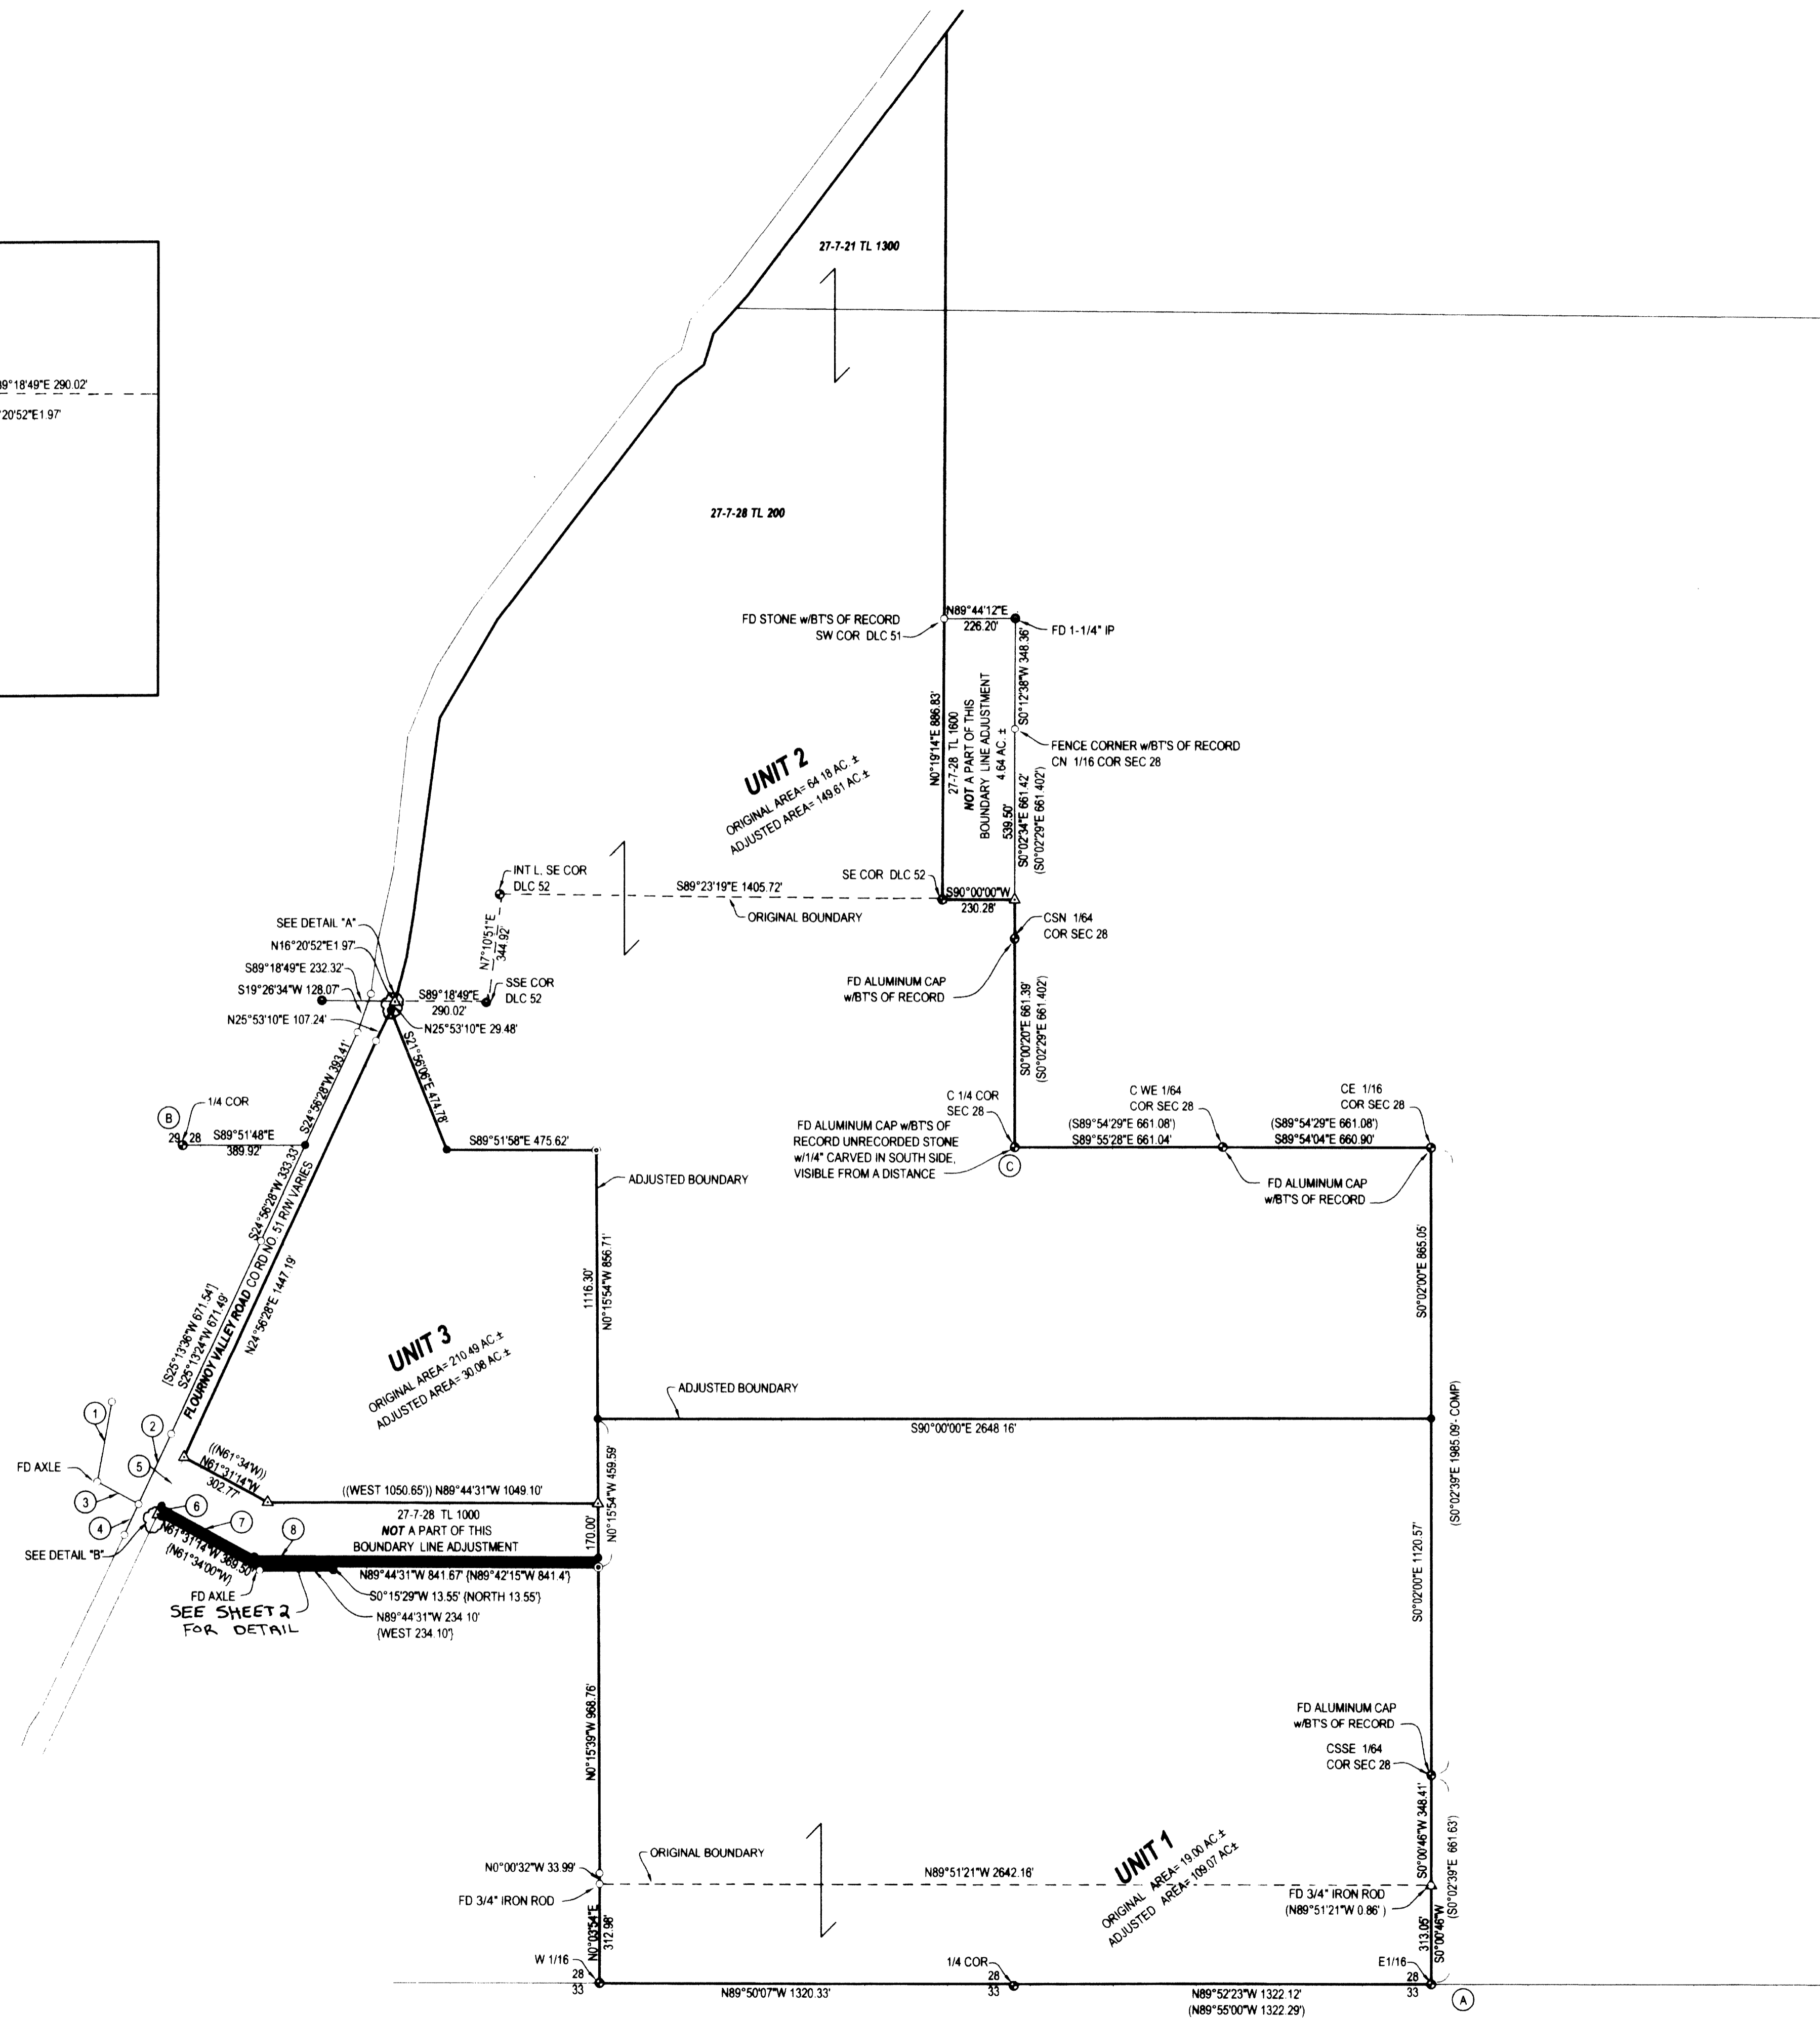 27-7-21 TL 1300
89°18'49"E 290.02'
°20'52"E1.97'
27-7-28 TL 200
FD STONE w/BT'S OF RECORD
SW COR DLC 51
N89°44'12"E
226.20'
FD 1-1/4" IP
S0°12'38"W 348.36'
N0°19'14"E 886.83'
27-7-28 TL 1600
NOT A PART OF THIS
BOUNDARY LINE ADJUSTMENT
4.64 AC. ±
539.50'
S0°02'34"E 661.42'
(S0°02'29"E 661.402')
FENCE CORNER w/BT'S OF RECORD
CN 1/16 COR SEC 28
UNIT 2
ORIGINAL AREA= 64.18 AC. ±
ADJUSTED AREA= 149.61 AC.±
INT L. SE COR
DLC 52
S89°23'19"E 1405.72'
SE COR DLC 52
S90°00'00"W
230.28'
ORIGINAL BOUNDARY
CSN 1/64
COR SEC 28
SEE DETAIL "A"
N16°20'52"E1.97'
S89°18'49"E 232.32'
S19°26'34"W 128.07'
N25°53'10"E 107.24'
N7°10'51"E
344.92'
SSE COR
DLC 52
S89°18'49"E
290.02'
N25°53'10"E 29.48'
FD ALUMINUM CAP
w/BT'S OF RECORD
S0°00'20"E 661.39'
(S0°02'29"E 661.402')
S21°56'06"E 474.78'
S24°56'28"W 393.41'
1/4 COR
B
29 28
S89°51'48"E
389.92'
S89°51'58"E 475.62'
C 1/4 COR
SEC 28
FD ALUMINUM CAP w/BT'S OF
RECORD UNRECORDED STONE
w/1/4" CARVED IN SOUTH SIDE,
VISIBLE FROM A DISTANCE
C
C WE 1/64
COR SEC 28
(S89°54'29"E 661.08')
S89°55'28"E 661.04'
CE 1/16
COR SEC 28
(S89°54'29"E 661.08')
S89°54'04"E 660.90'
FD ALUMINUM CAP
w/BT'S OF RECORD
ADJUSTED BOUNDARY
S24°56'28"W 333.33'
FLOURNOY VALLEY ROAD CO RD NO. 51 R/W VARIES
N24°56'28"E 1447.19'
[S25°13'36"W 671.54']
S25°13'24"W 671.49'
1116.30'
N0°15'54"W 856.71'
S0°02'00"E 865.05'
UNIT 3
ORIGINAL AREA= 210.49 AC.±
ADJUSTED AREA= 30.08 AC.±
ADJUSTED BOUNDARY
S90°00'00"E 2648.16'
(S0°02'39"E 1985.09'- COMP)
1
2
FD AXLE
3
4
5
6
7
8
((N61°34'W))
N61°31'14"W
302.77'
((WEST 1050.65')) N89°44'31"W 1049.10'
27-7-28 TL 1000
NOT A PART OF THIS
BOUNDARY LINE ADJUSTMENT
170.00'
N0°15'54"W 459.59'
SEE DETAIL "B"
N61°31'14"W 369.50'
(N61°34'00"W)
FD AXLE
SEE SHEET 2
FOR DETAIL
N89°44'31"W 841.67' {N89°42'15"W 841.4'}
S0°15'29"W 13.55' {NORTH 13.55'}
N89°44'31"W 234.10'
{WEST 234.10'}
S0°02'00"E 1120.57'
N0°15'39"W 968.76'
FD ALUMINUM CAP
w/BT'S OF RECORD
CSSE 1/64
COR SEC 28
S0°00'46"W 348.41'
(S0°02'39"E 661.63')
UNIT 1
ORIGINAL AREA= 19.00 AC.±
ADJUSTED AREA= 109.07 AC±
N0°00'32"W 33.99'
FD 3/4" IRON ROD
ORIGINAL BOUNDARY
N89°51'21"W 2642.16'
FD 3/4" IRON ROD
(N89°51'21"W 0.86' )
N0°03'54"E
312.98'
313.05'
S0°00'46"W
W 1/16
28
33
1/4 COR
28
33
E1/16
28
33
A
N89°50'07"W 1320.33'
N89°52'23"W 1322.12'
(N89°55'00"W 1322.29')